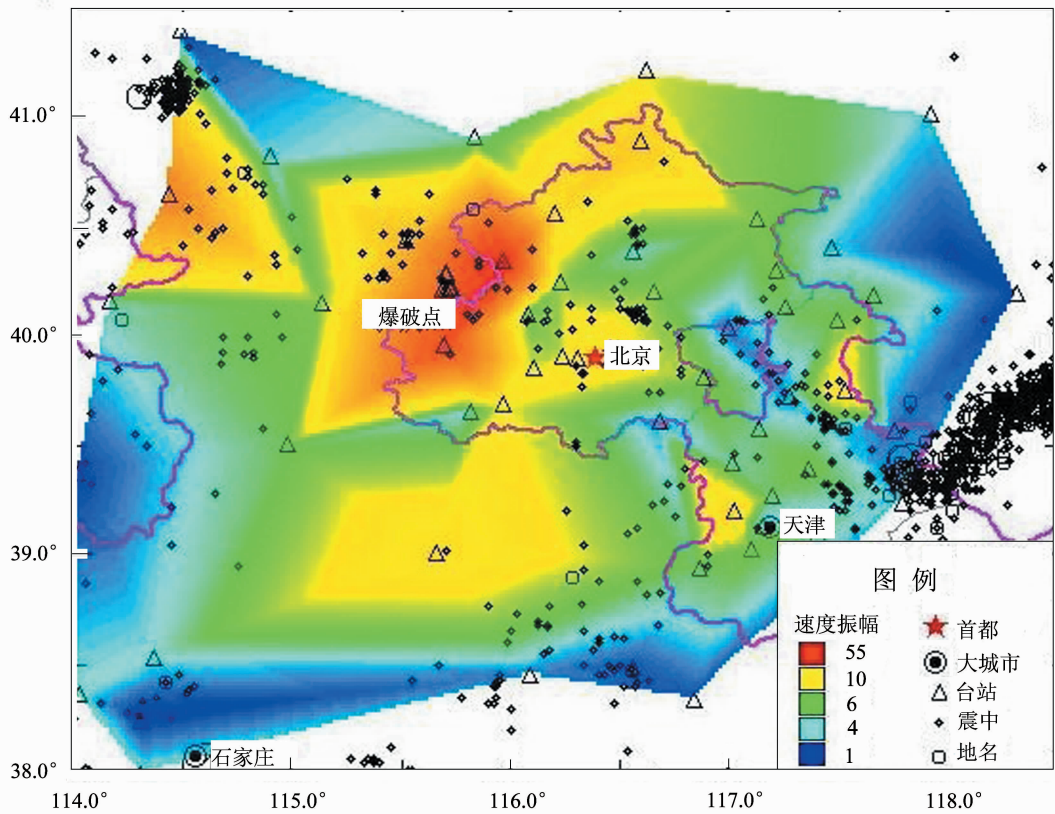 41.0°
爆破点
40.0°
北京
39.0°
天津
图 例
速度振幅
55
10
6
4
1
首都
大城市
台站
震中
地名
38.0°
石家庄
114.0°
115.0°
116.0°
117.0°
118.0°